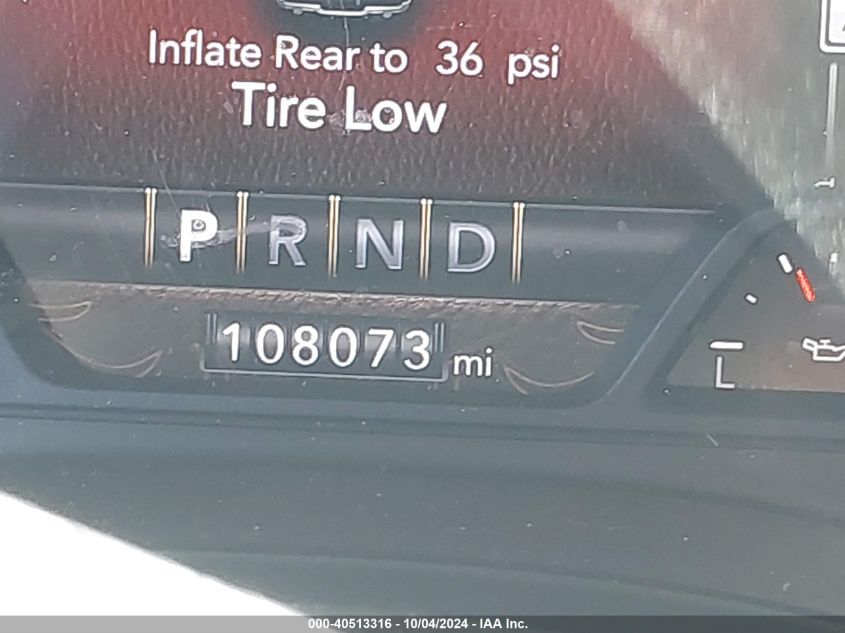 Inflate Rear to 36 psi
Tire Low
P R N D
108073 mi
L
000-40513316 - 10/04/2024 - IAA Inc.